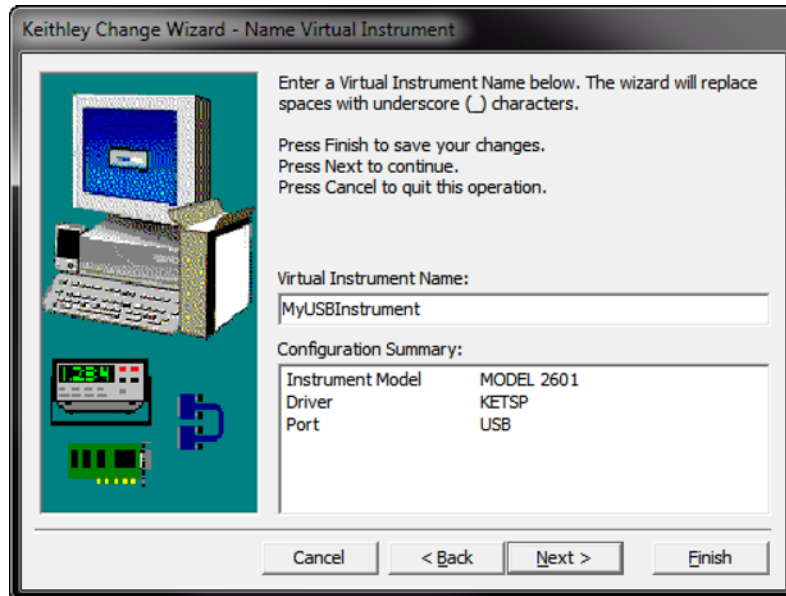 Keithley Change Wizard - Name Virtual Instrument
Enter a Virtual Instrument Name below. The wizard will replace
spaces with underscore (_) characters.
Press Finish to save your changes.
Press Next to continue.
Press Cancel to quit this operation.
1.234
Virtual Instrument Name:
MyUSBInstrument
Configuration Summary:
Instrument Model MODEL 2601
Driver KETSP
Port USB
Cancel < Back Next > Finish